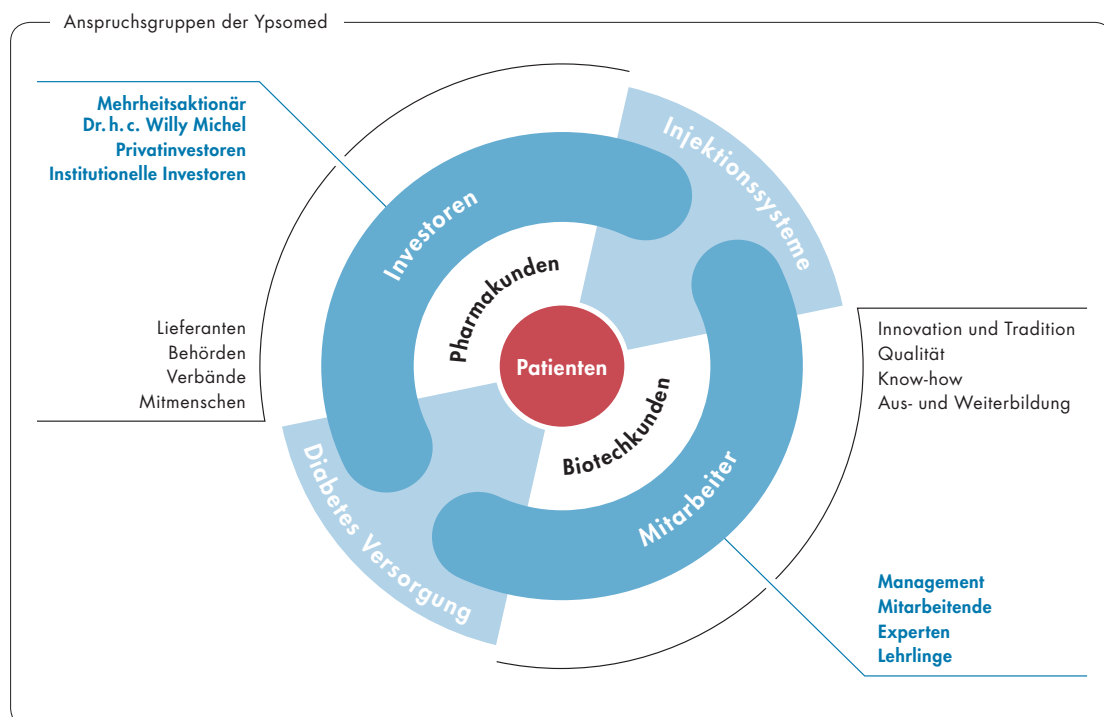 Anspruchsgruppen der Ypsomed
Mehrheitsaktionär
Dr. h. c. Willy Michel
Privatinvestoren
Institutionelle Investoren
Injektionssysteme
Investoren
Pharmakunden
Lieferanten
Behörden
Verbände
Mitmenschen
Patienten
Innovation und Tradition
Qualität
Know-how
Aus- und Weiterbildung
Biotechkunden
Mitarbeiter
Diabetes Versorgung
Management
Mitarbeitende
Experten
Lehrlinge